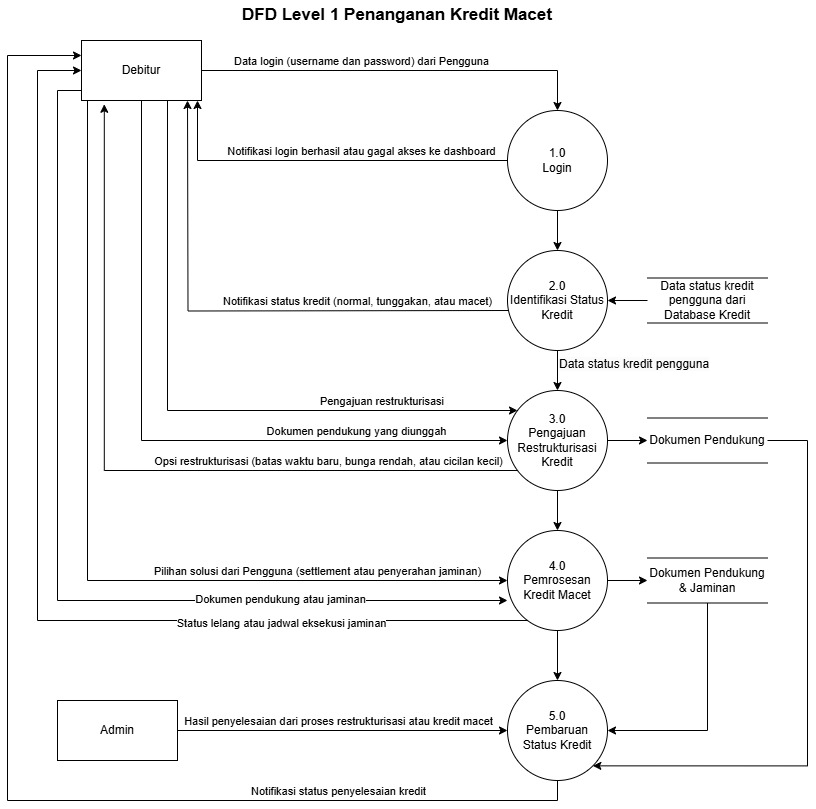 DFD Level 1 Penanganan Kredit Macet
Debitur
Data login (username dan password) dari Pengguna
1.0
Login
Notifikasi login berhasil atau gagal akses ke dashboard
2.0
Identifikasi Status
Kredit
Data status kredit
pengguna dari
Database Kredit
Notifikasi status kredit (normal, tunggakan, atau macet)
Data status kredit pengguna
Pengajuan restrukturisasi
3.0
Pengajuan
Restrukturisasi
Kredit
Dokumen pendukung yang diunggah
Dokumen Pendukung
Opsi restrukturisasi (batas waktu baru, bunga rendah, atau cicilan kecil)
4.0
Pemrosesan
Kredit Macet
Pilihan solusi dari Pengguna (settlement atau penyerahan jaminan)
Dokumen Pendukung
& Jaminan
Dokumen pendukung atau jaminan
Status lelang atau jadwal eksekusi jaminan
Admin
Hasil penyelesaian dari proses restrukturisasi atau kredit macet
5.0
Pembaruan
Status Kredit
Notifikasi status penyelesaian kredit